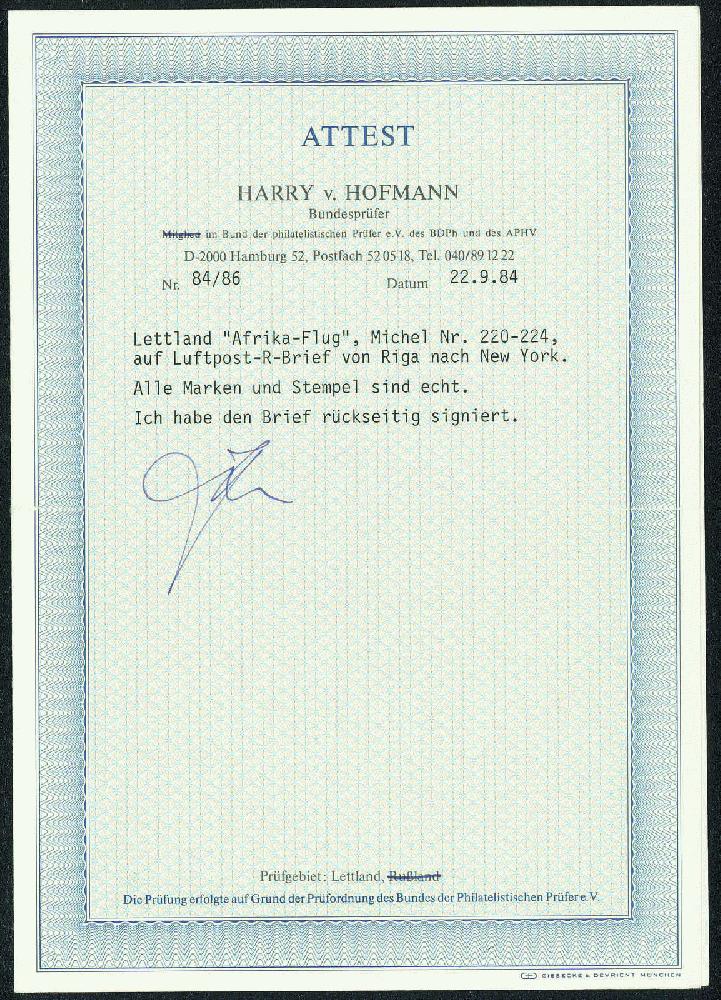 ATTEST
HARRY v. HOFMANN
Bundesprüfer
Mitglied im Bund der philatelistischen Prüfer e.V. des BDPh und des APHV
D-2000 Hamburg 52, Postfach 52 05 18, Tel. 040/89 12 22
Nr. 84/86 Datum 22.9.84
Lettland "Afrika-Flug", Michel Nr. 220-224,
auf Luftpost-R-Brief von Riga nach New York.
Alle Marken und Stempel sind echt.
Ich habe den Brief rückseitig signiert.
Prüfgebiet: Lettland, Rußland
Die Prüfung erfolgte auf Grund der Prüfordnung des Bundes der Philatelistischen Prüfer e.V.
GIESECKE & DEVRIENT MÜNCHEN